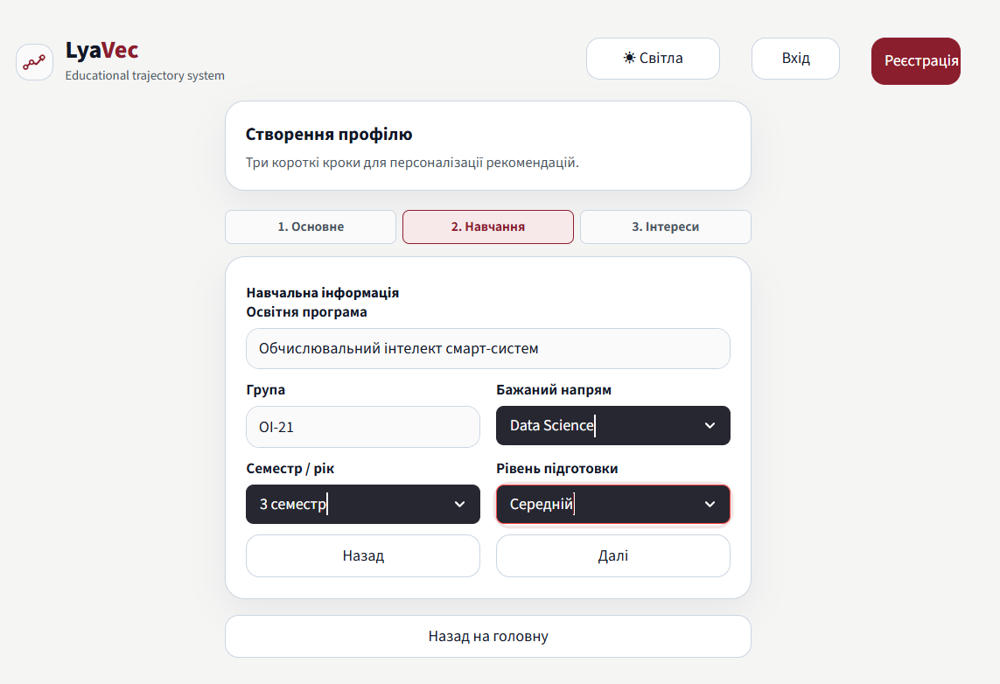 LyaVec
Educational trajectory system
☀ Світла
Вхід
Реєстрація
Створення профілю
Три короткі кроки для персоналізації рекомендацій.
1. Основне
2. Навчання
3. Інтереси
Навчальна інформація
Освітня програма
Обчислювальний інтелект смарт-систем
Група
Бажаний напрям
ОІ-21
Data Science
Семестр / рік
Рівень підготовки
3 семестр
Середній
Назад
Далі
Назад на головну